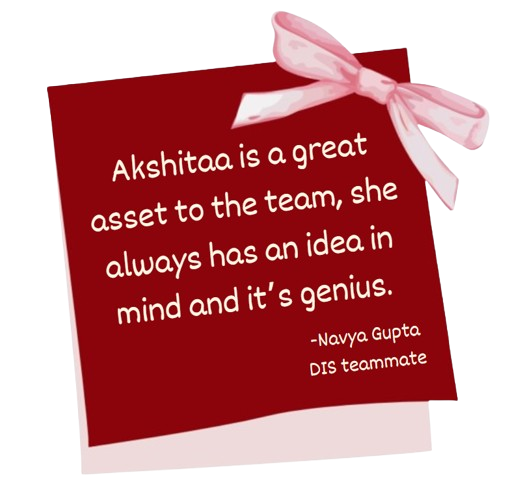 Akshitaa is a great
asset to the team, she
always has an idea in
mind and it's genius.
-Navya Gupta
DIS teammate